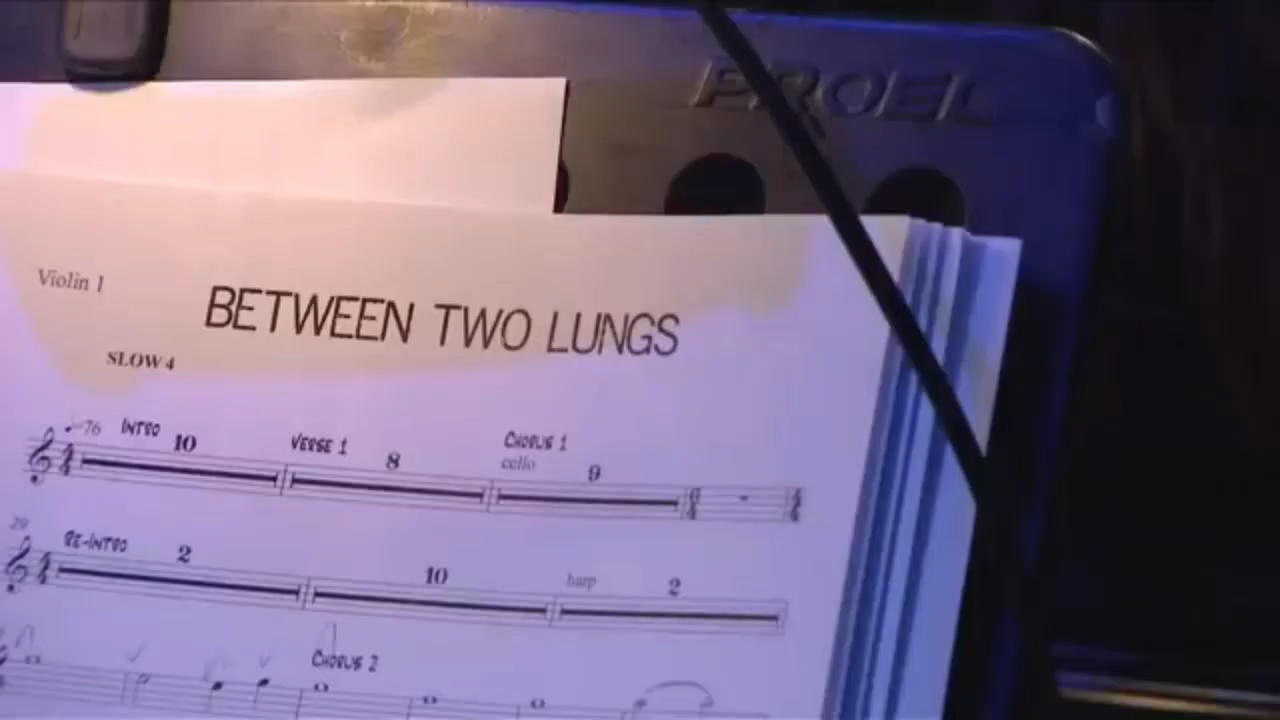 PROEL
Violin 1
BETWEEN TWO LUNGS
SLOW 4
♩=76 INTRO 10 VERSE 1 8 CHORUS 1 9
cello
29
RE-INTRO 2 10 harp 2
CHORUS 2